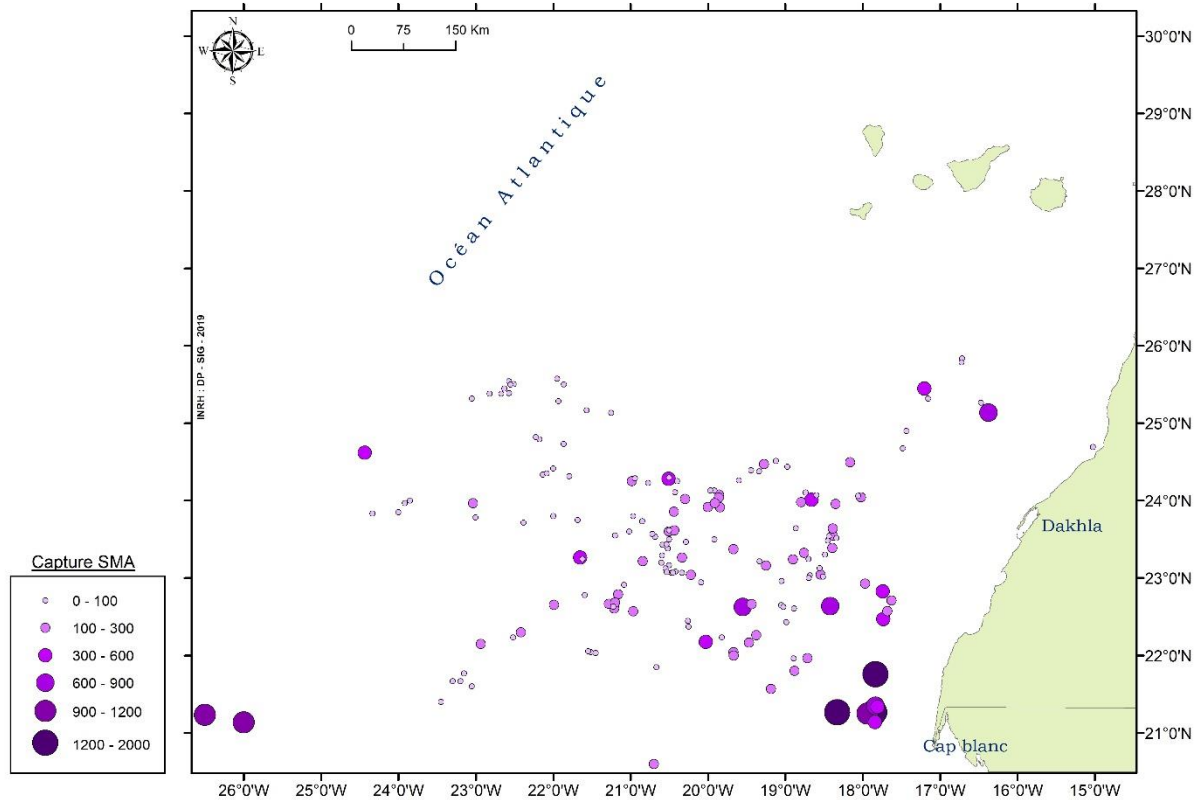 N
W E
S
0 75 150 Km
Océan Atlantique
INRH : DP - SIG - 2019
30°0'N
29°0'N
28°0'N
27°0'N
26°0'N
25°0'N
24°0'N
23°0'N
22°0'N
21°0'N
Dakhla
Cap blanc
Capture SMA
0 - 100
100 - 300
300 - 600
600 - 900
900 - 1200
1200 - 2000
26°0'W 25°0'W 24°0'W 23°0'W 22°0'W 21°0'W 20°0'W 19°0'W 18°0'W 17°0'W 16°0'W 15°0'W